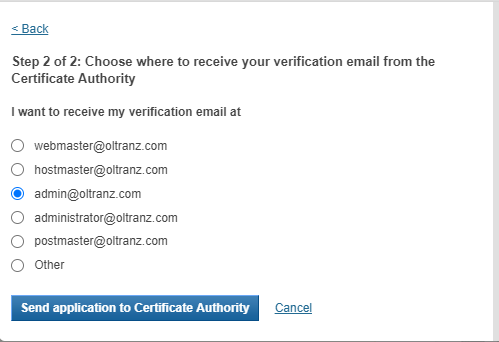 < Back
Step 2 of 2: Choose where to receive your verification email from the
Certificate Authority
I want to receive my verification email at
webmaster@oltranz.com
hostmaster@oltranz.com
admin@oltranz.com
administrator@oltranz.com
postmaster@oltranz.com
Other
Send application to Certificate Authority Cancel